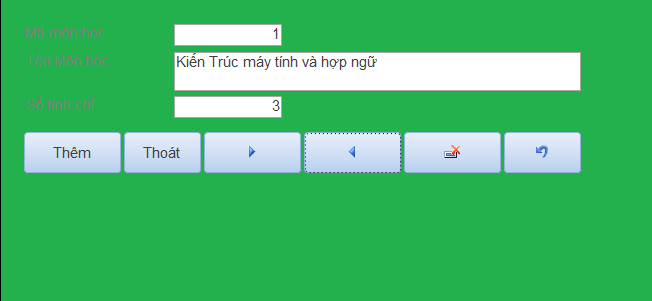 Mã môn học 1
Tên Môn học Kiến Trúc máy tính và hợp ngữ
Số tính chỉ 3
Thêm Thoát